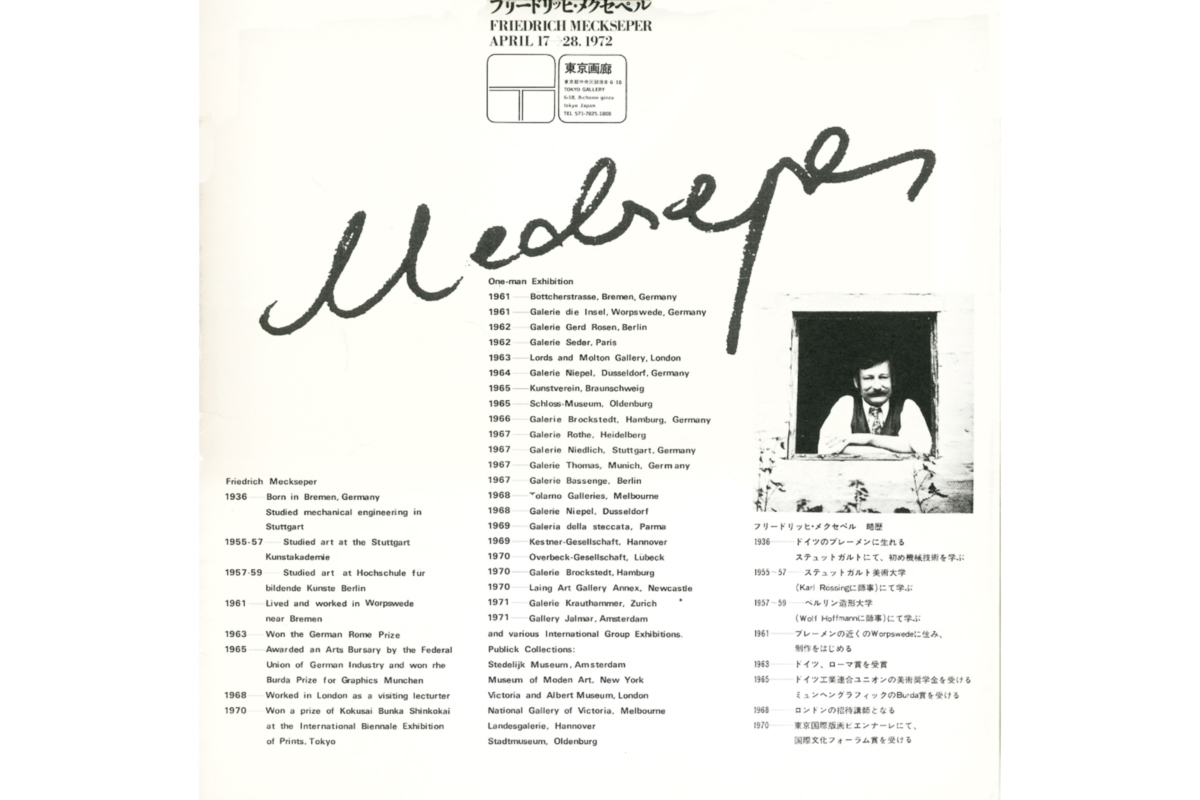 フリードリッヒ・メクセペル
FRIEDRICH MECKSEPER
APRIL 17 28. 1972
東京画廊
TOKYO GALLERY
6-18, 8-chome ginza
tokyo Japan
TEL 571-7825.1808
Meckseper
One-man Exhibition
1961 Bottcherstrasse, Bremen, Germany
1961 Galerie die Insel, Worpswede, Germany
1962 Galerie Gerd Rosen, Berlin
1962 Galerie Seder, Paris
1963 Lords and Molton Gallery, London
1964 Galerie Niepel, Dusseldorf, Germany
1965 Kunstverein, Braunschweig
1965 Schloss-Museum, Oldenburg
1966 Galerie Brockstedt, Hamburg, Germany
1967 Galerie Rothe, Heidelberg
1967 Galerie Niedlich, Stuttgart, Germany
1967 Galerie Thomas, Munich, Germany
1967 Galerie Bassenge, Berlin
1968 Tolarno Galleries, Melbourne
1968 Galerie Niepel, Dusseldorf
1969 Galeria della steccata, Parma
1969 Kestner-Gesellschaft, Hannover
1970 Overbeck-Gesellschaft, Lubeck
1970 Galerie Brockstedt, Hamburg
1970 Laing Art Gallery Annex, Newcastle
1971 Galerie Krauthammer, Zurich
1971 Gallery Jalmar, Amsterdam
and various International Group Exhibitions.
Publick Collections:
Stedelijk Museum, Amsterdam
Museum of Moden Art, New York
Victoria and Albert Museum, London
National Gallery of Victoria, Melbourne
Landesgalerie, Hannover
Stadtmuseum, Oldenburg
Friedrich Meckseper
1936 Born in Bremen, Germany
Studied mechanical engineering in
Stuttgart
1955-57 Studied art at the Stuttgart
Kunstakademie
1957-59 Studied art at Hochschule fur
bildende Kunste Berlin
1961 Lived and worked in Worpswede
near Bremen
1963 Won the German Rome Prize
1965 Awarded an Arts Bursary by the Federal
Union of German Industry and won rhe
Burda Prize for Graphics Munchen
1968 Worked in London as a visiting lecturter
1970 Won a prize of Kokusai Bunka Shinkokai
at the International Biennale Exhibition
of Prints, Tokyo
フリードリッヒ・メクセペル 略歴
1936 ドイツのブレーメンに生れる
ステュットガルトにて、初め機械技術を学ぶ
1955-57 ステュットガルト美術大学
(Karl Rossingに師事)にて学ぶ
1957-59 ベルリン造形大学
(Wolf Hoffmannに師事)にて学ぶ
1961 ブレーメンの近くのWorpswedeに住み、
制作をはじめる
1963 ドイツ、ローマ賞を受賞
1965 ドイツ工業連合ユニオンの美術奨学金を受ける
ミュンヘングラフィックのBurda賞を受ける
1968 ロンドンの招待講師となる
1970 東京国際版画ビエンナーレにて、
国際文化フォーラム賞を受ける